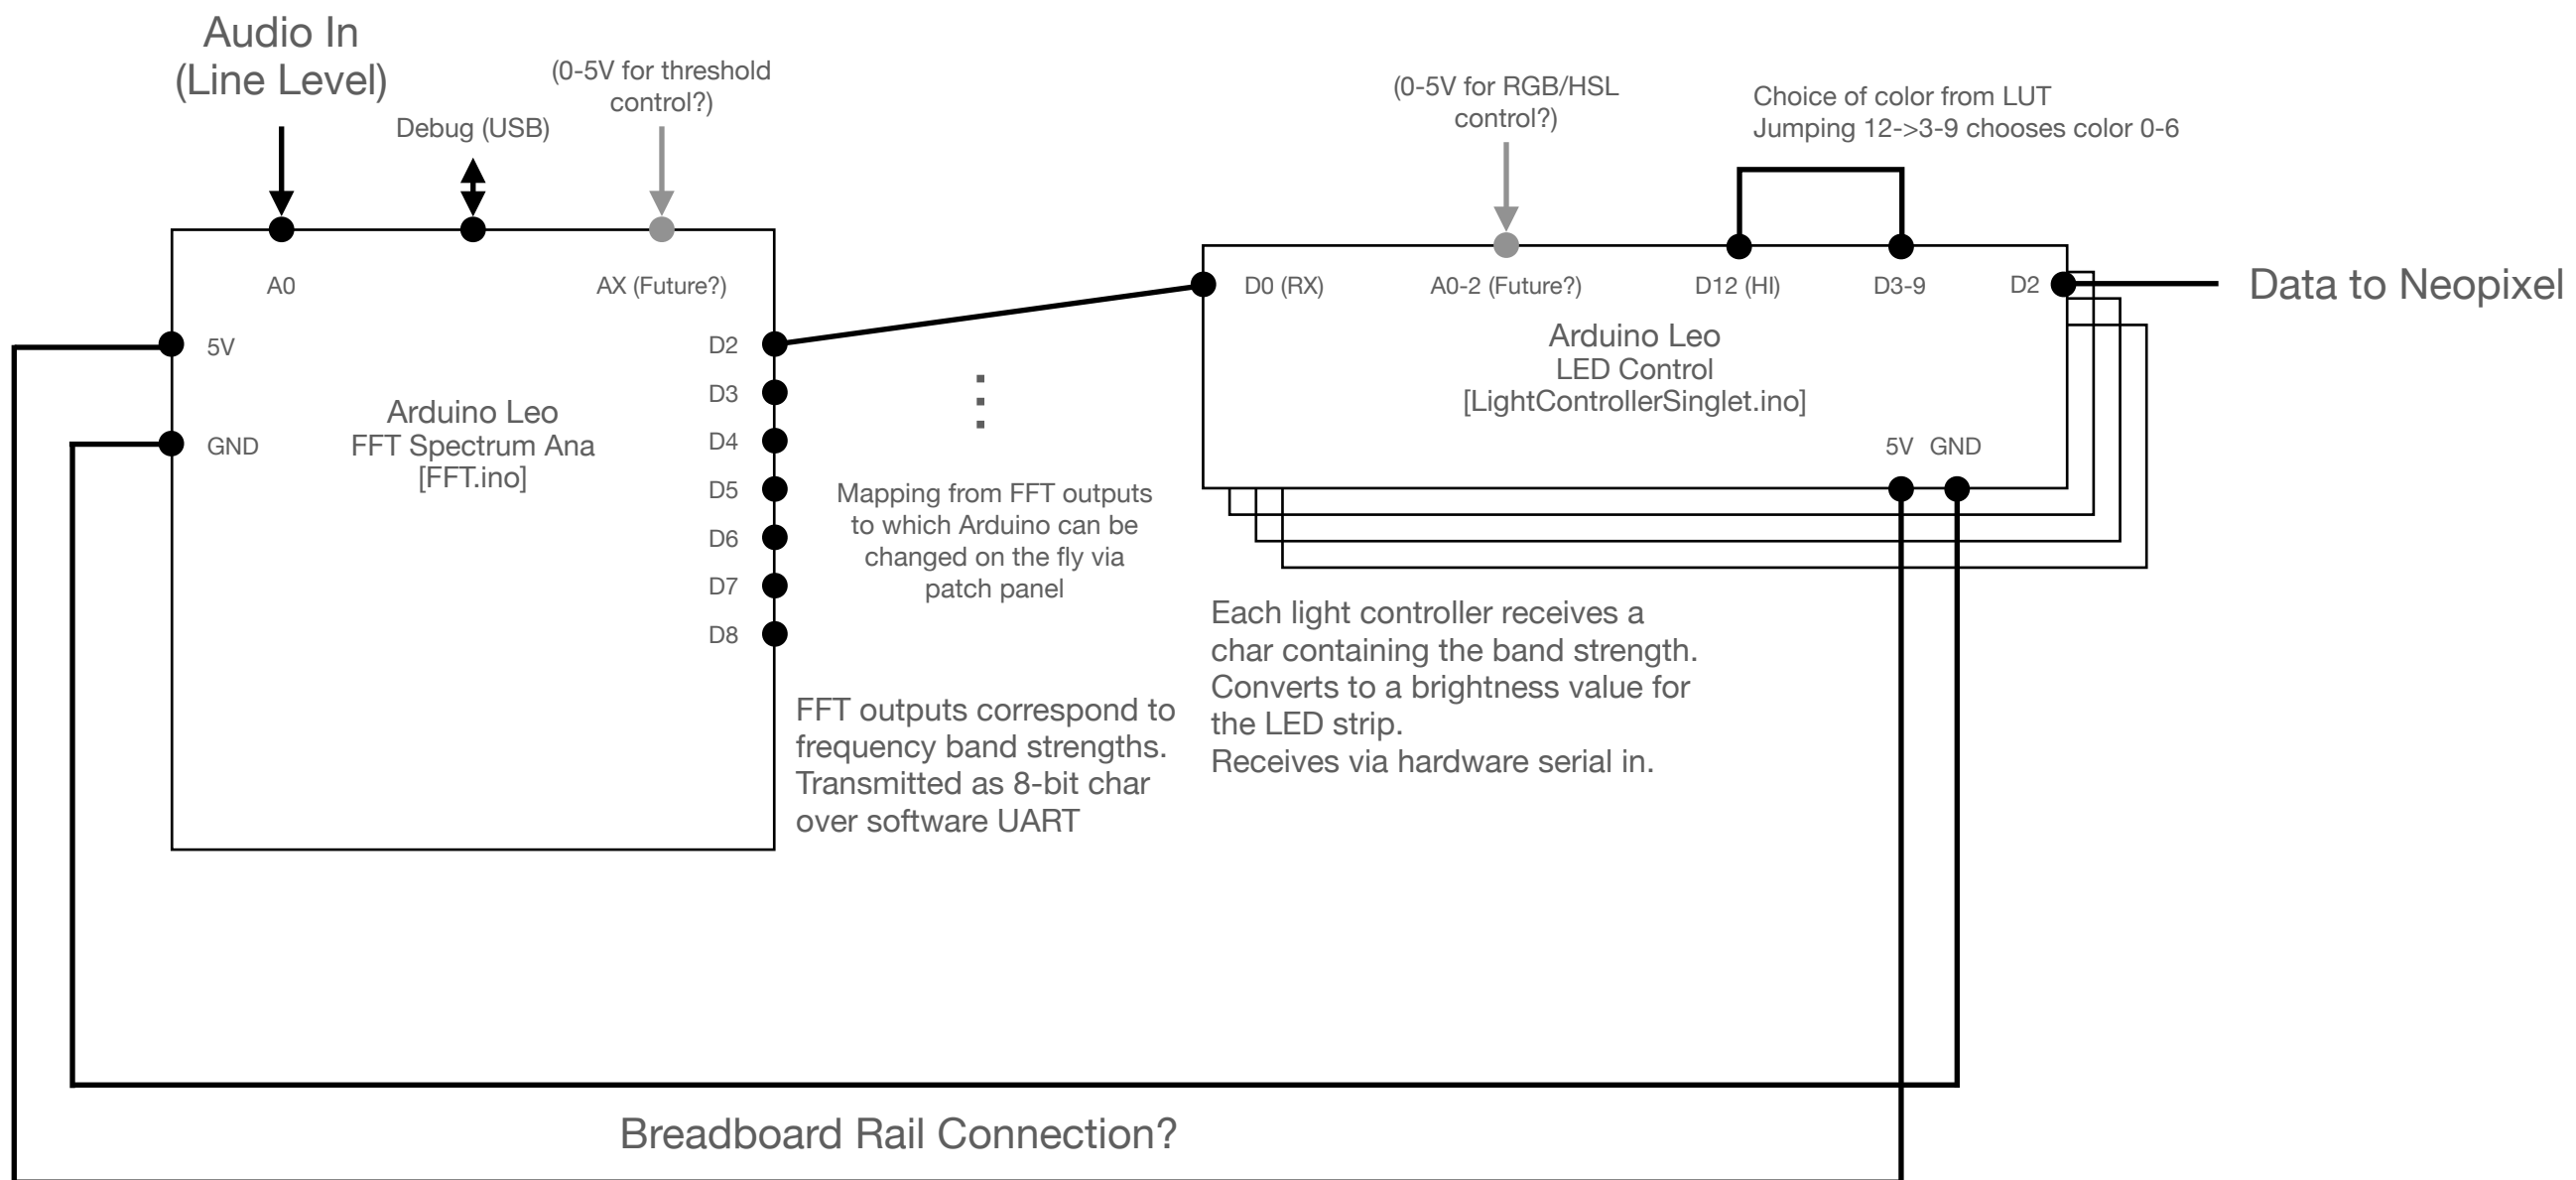 Audio In
(Line Level)
Debug (USB)
(0-5V for threshold
control?)
(0-5V for RGB/HSL
control?)
Choice of color from LUT
Jumping 12->3-9 chooses color 0-6
A0
AX (Future?)
5V
GND
Arduino Leo
FFT Spectrum Ana
[FFT.ino]
D2
D3
D4
D5
D6
D7
D8
Mapping from FFT outputs
to which Arduino can be
changed on the fly via
patch panel
FFT outputs correspond to
frequency band strengths.
Transmitted as 8-bit char
over software UART
D0 (RX)
A0-2 (Future?)
D12 (HI)
D3-9
D2
Data to Neopixel
Arduino Leo
LED Control
[LightControllerSinglet.ino]
5V GND
Each light controller receives a
char containing the band strength.
Converts to a brightness value for
the LED strip.
Receives via hardware serial in.
Breadboard Rail Connection?